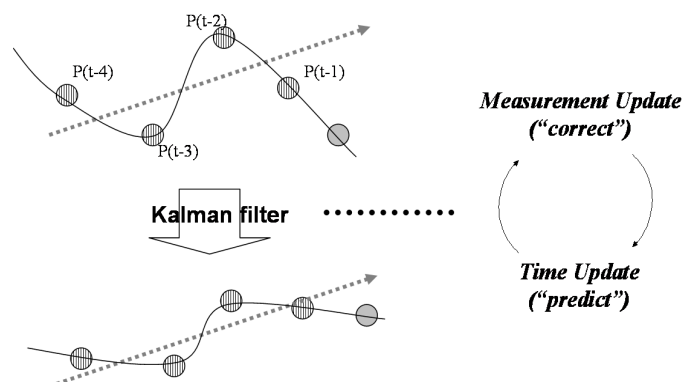 P(t-2)
P(t-4)
P(t-1)
P(t-3)
Measurement Update
("correct")
Kalman filter
Time Update
("predict")